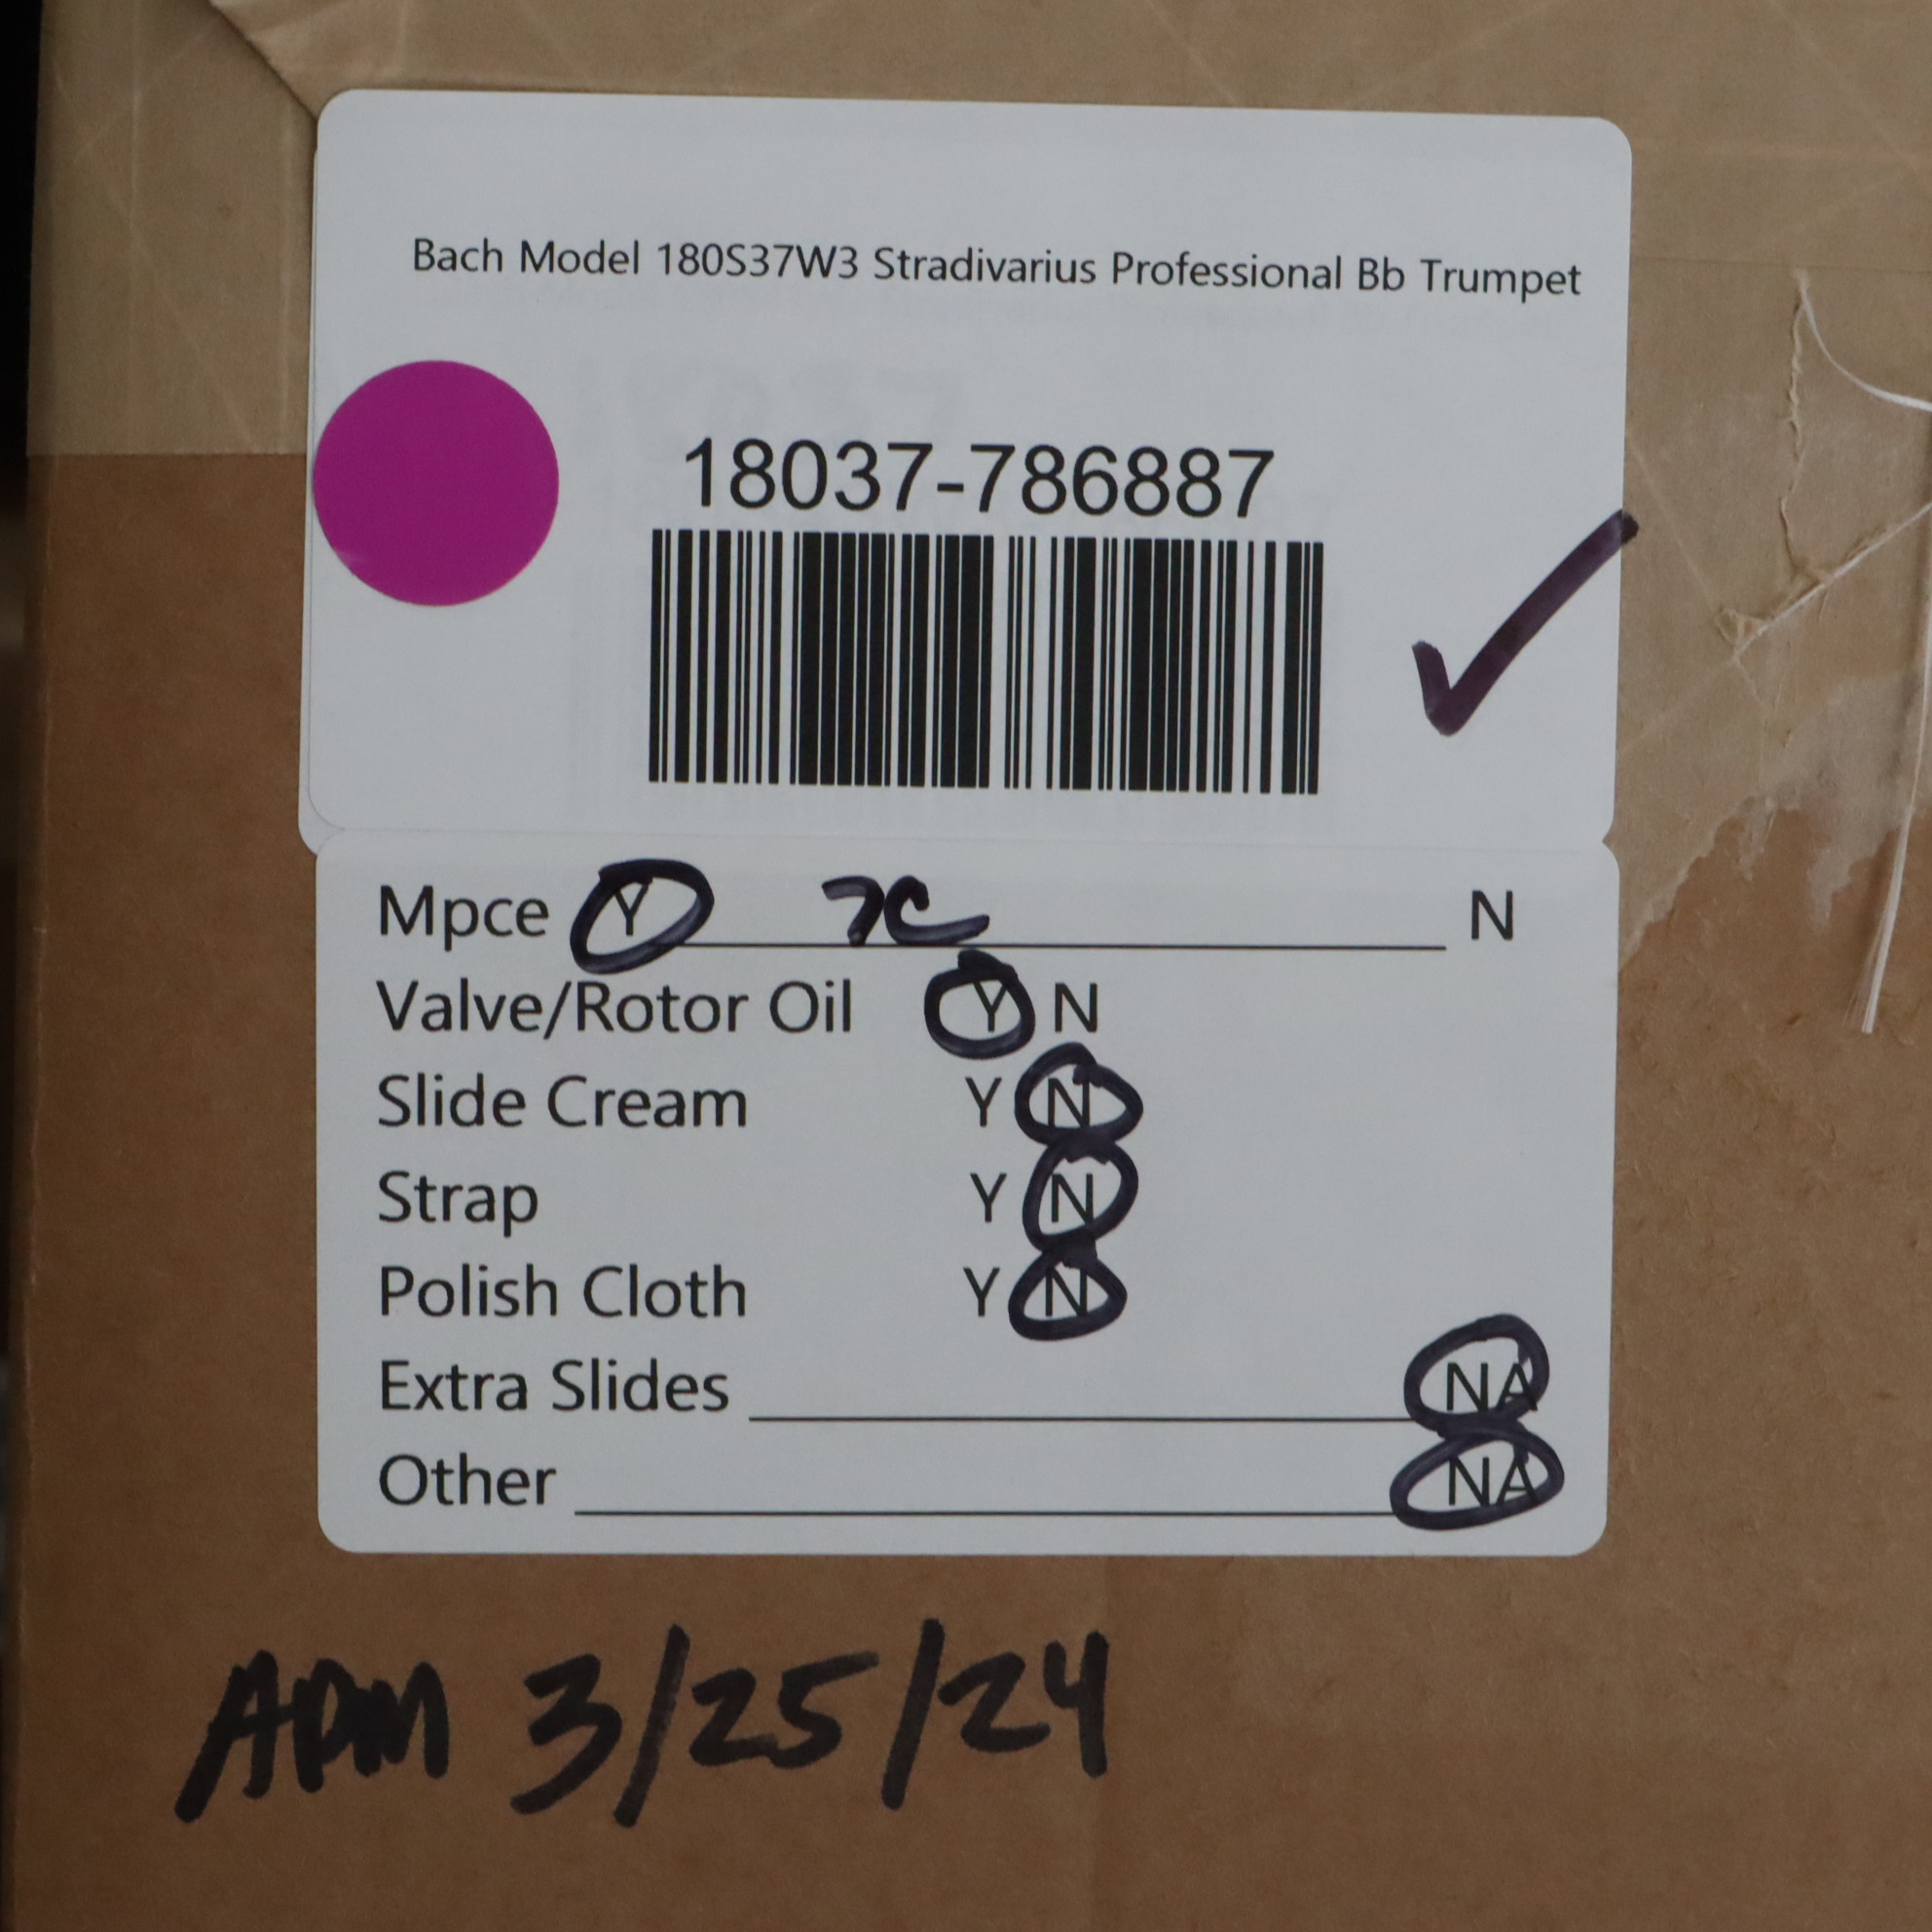 Bach Model 180S37W3 Stradivarius Professional Bb Trumpet
18037-786887
Mpce Y 7C N
Valve/Rotor Oil Y N
Slide Cream Y N
Strap Y N
Polish Cloth Y N
Extra Slides NA
Other NA
ADM 3/25/24